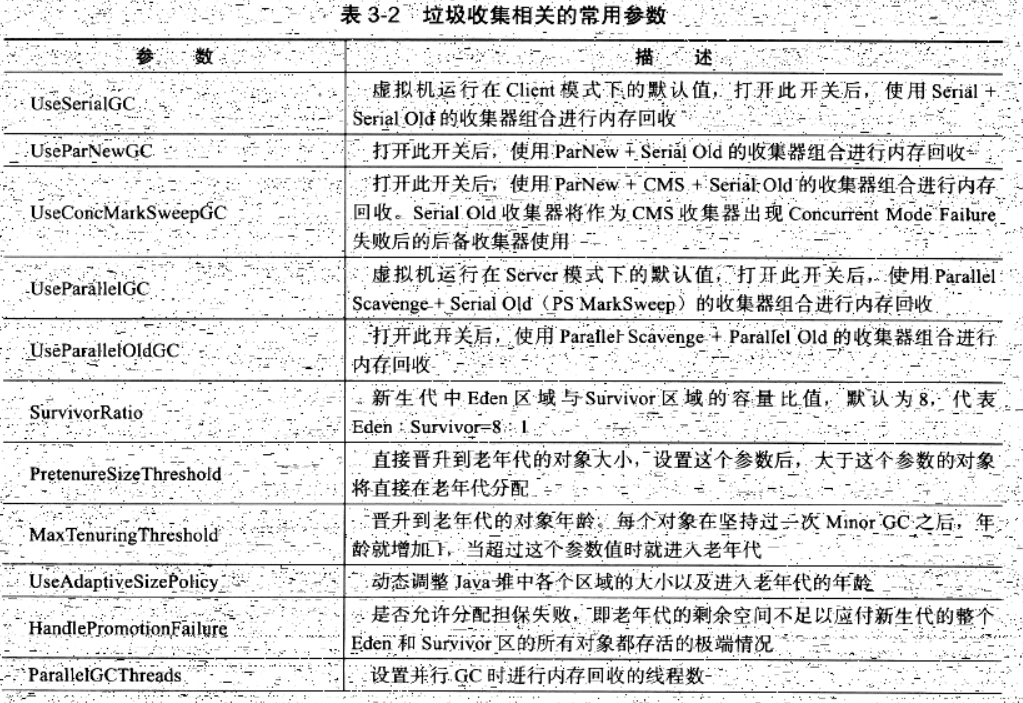 表 3-2 垃圾收集相关的常用参数
参 数 描 述
UseSerialGC
虚拟机运行在 Client 模式下的默认值，打开此开关后，使用 Serial +
Serial Old 的收集器组合进行内存回收
UseParNewGC
打开此开关后，使用 ParNew + Serial Old 的收集器组合进行内存回收
UseConcMarkSweepGC
打开此开关后，使用 ParNew + CMS + Serial Old 的收集器组合进行内存
回收。Serial Old 收集器将作为 CMS 收集器出现 Concurrent Mode Failure
失败后的后备收集器使用
UseParallelGC
虚拟机运行在 Server 模式下的默认值，打开此开关后，使用 Parallel
Scavenge + Serial Old（PS MarkSweep）的收集器组合进行内存回收
UseParallelOldGC
打开此开关后，使用 Parallel Scavenge + Parallel Old 的收集器组合进行
内存回收
SurvivorRatio
新生代中 Eden 区域与 Survivor 区域的容量比值，默认为 8，代表
Eden：Survivor=8：1
PretenureSizeThreshold
直接晋升到老年代的对象大小，设置这个参数后，大于这个参数的对象
将直接在老年代分配
MaxTenuringThreshold
晋升到老年代的对象年龄。每个对象在坚持过一次 Minor GC 之后，年
龄就增加 1，当超过这个参数值时就进入老年代
UseAdaptiveSizePolicy
动态调整 Java 堆中各个区域的大小以及进入老年代的年龄
HandlePromotionFailure
是否允许分配担保失败，即老年代的剩余空间不足以应付新生代的整个
Eden 和 Survivor 区的所有对象都存活的极端情况
ParallelGCThreads
设置并行 GC 时进行内存回收的线程数